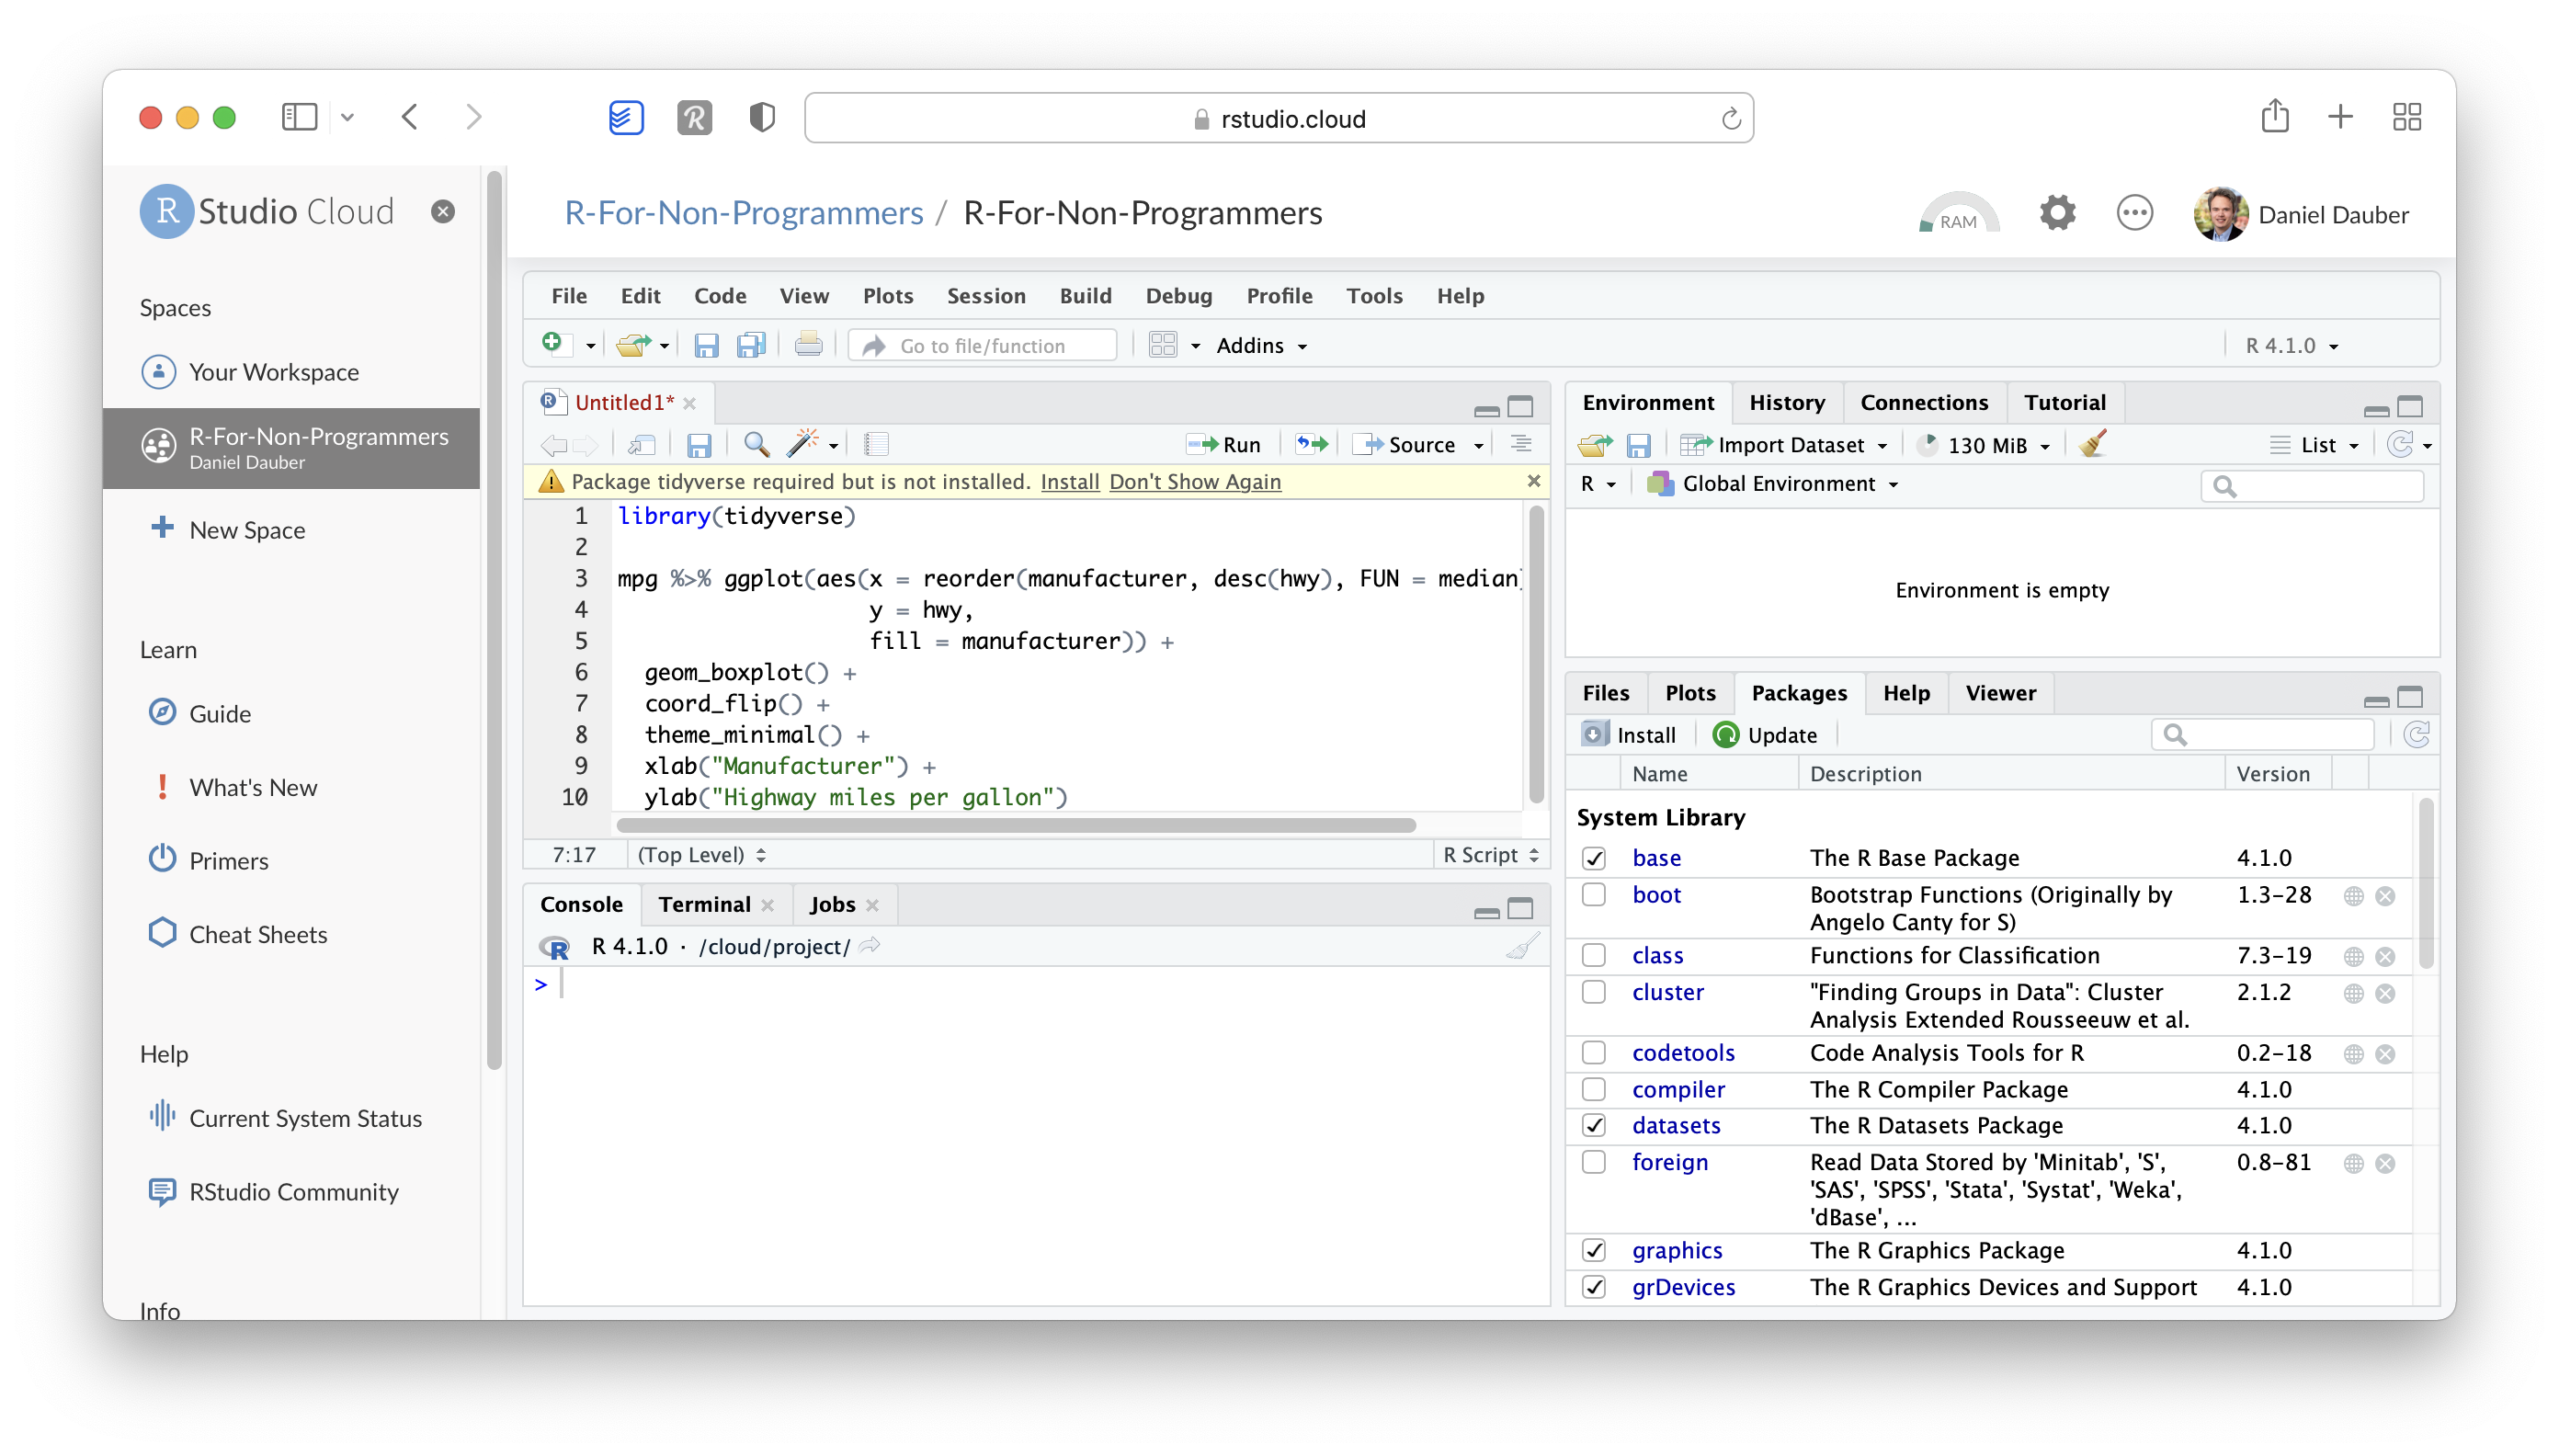 rstudio.cloud
R Studio Cloud
R-For-Non-Programmers / R-For-Non-Programmers
RAM
Daniel Dauber
Spaces
Your Workspace
R-For-Non-Programmers
Daniel Dauber
New Space
Learn
Guide
What's New
Primers
Cheat Sheets
Help
Current System Status
RStudio Community
Info
File Edit Code View Plots Session Build Debug Profile Tools Help
Go to file/function Addins R 4.1.0
Untitled1*
Run Source
Package tidyverse required but is not installed. Install Don't Show Again
1 library(tidyverse)
2
3 mpg %>% ggplot(aes(x = reorder(manufacturer, desc(hwy), FUN = median)
4 y = hwy,
5 fill = manufacturer)) +
6 geom_boxplot() +
7 coord_flip() +
8 theme_minimal() +
9 xlab("Manufacturer") +
10 ylab("Highway miles per gallon")
7:17 (Top Level) R Script
Console Terminal Jobs
R R 4.1.0 · /cloud/project/
>
Environment History Connections Tutorial
Import Dataset 130 MiB List
R Global Environment
Environment is empty
Files Plots Packages Help Viewer
Install Update
Name Description Version
System Library
base The R Base Package 4.1.0
boot Bootstrap Functions (Originally by 1.3-28
Angelo Canty for S)
class Functions for Classification 7.3-19
cluster "Finding Groups in Data": Cluster 2.1.2
Analysis Extended Rousseeuw et al.
codetools Code Analysis Tools for R 0.2-18
compiler The R Compiler Package 4.1.0
datasets The R Datasets Package 4.1.0
foreign Read Data Stored by 'Minitab', 'S', 0.8-81
'SAS', 'SPSS', 'Stata', 'Systat', 'Weka',
'dBase', ...
graphics The R Graphics Package 4.1.0
grDevices The R Graphics Devices and Support 4.1.0